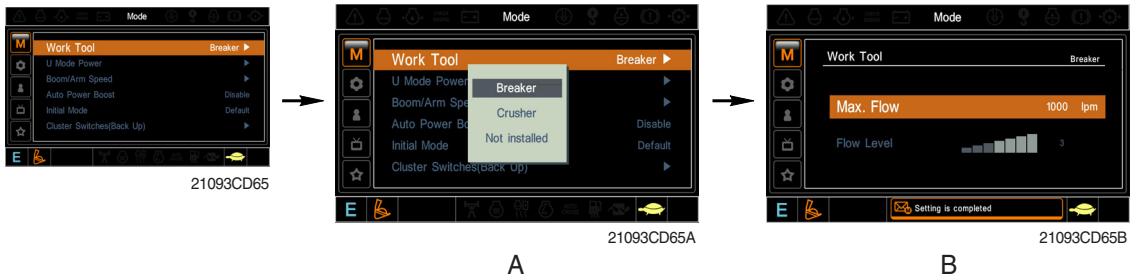 Mode
M
Work Tool Breaker ▶
U Mode Power ▶
Boom/Arm Speed ▶
Auto Power Boost Disable
Initial Mode Default
Cluster Switches(Back Up) ▶
E
21093CD65
Mode
M
Work Tool Breaker ▶
U Mode Power ▶
Boom/Arm Spe ▶
Auto Power Bo Disable
Initial Mode Default
Cluster Switches(Back Up) ▶
Breaker
Crusher
Not installed
E
21093CD65A
A
Mode
M
Work Tool Breaker
Max. Flow 1000 lpm
Flow Level 3
E
Setting is completed
21093CD65B
B